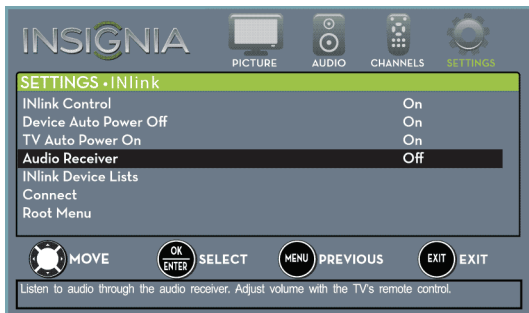 INSIGNIA
PICTURE AUDIO CHANNELS SETTINGS
SETTINGS • INlink
INlink Control On
Device Auto Power Off On
TV Auto Power On On
Audio Receiver Off
INlink Device Lists
Connect
Root Menu
MOVE OK ENTER SELECT MENU PREVIOUS EXIT EXIT
Listen to audio through the audio receiver. Adjust volume with the TV's remote control.